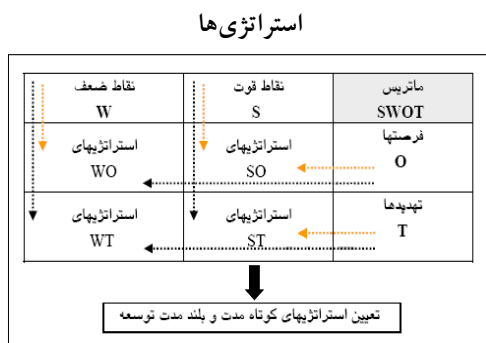 استراتژی‌ها
ماتریس
SWOT
نقاط قوت
S
نقاط ضعف
W
فرصتها
O
استراتژیهای
SO
استراتژیهای
WO
تهدیدها
T
استراتژیهای
ST
استراتژیهای
WT
تعیین استراتژیهای کوتاه مدت و بلند مدت توسعه